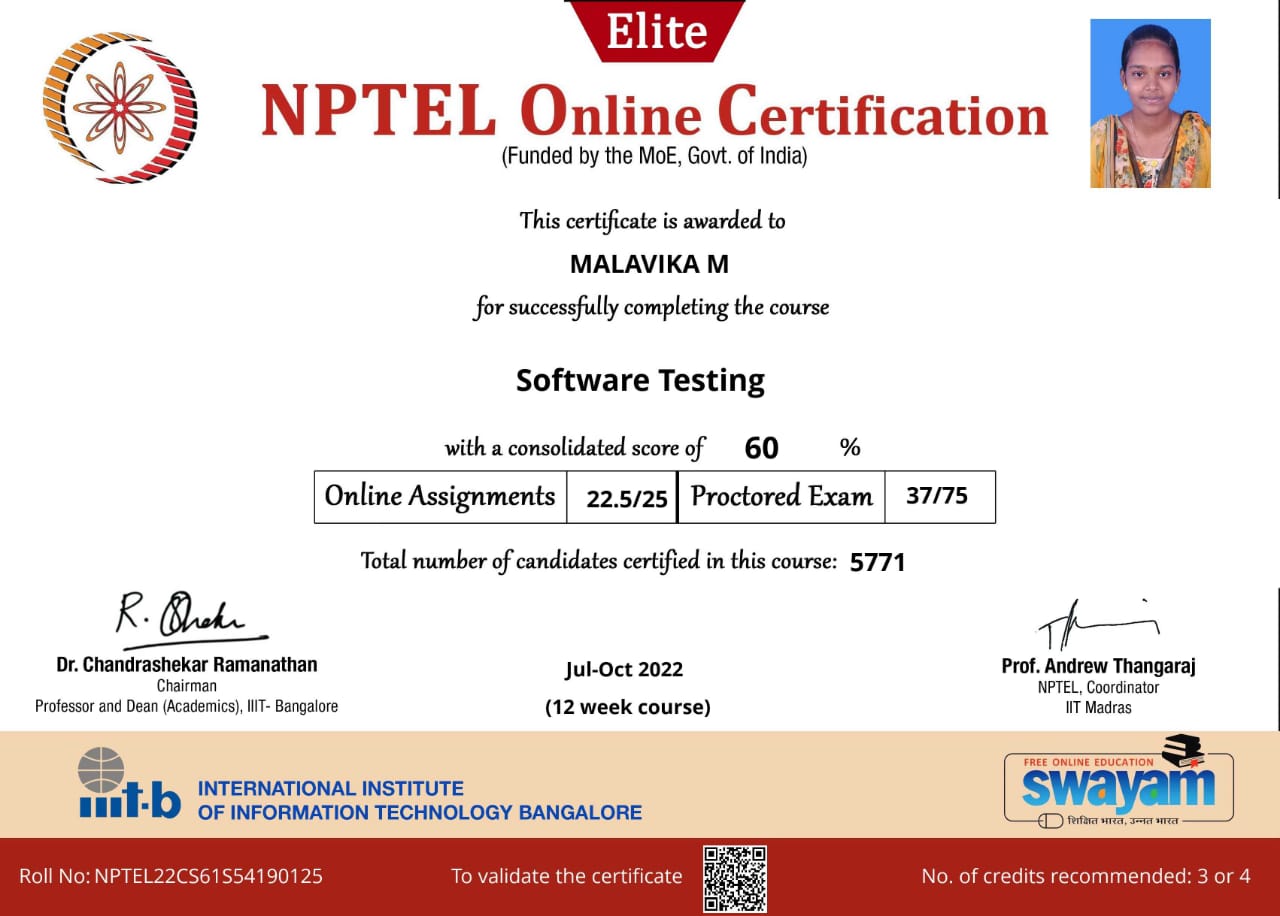 Elite
NPTEL Online Certification
(Funded by the MoE, Govt. of India)
This certificate is awarded to
MALAVIKA M
for successfully completing the course
Software Testing
with a consolidated score of 60 %
Online Assignments 22.5/25 Proctored Exam 37/75
Total number of candidates certified in this course: 5771
Dr. Chandrashekar Ramanathan
Chairman
Professor and Dean (Academics), IIIT- Bangalore
Jul-Oct 2022
(12 week course)
Prof. Andrew Thangaraj
NPTEL, Coordinator
IIT Madras
iiit-b
INTERNATIONAL INSTITUTE
OF INFORMATION TECHNOLOGY BANGALORE
FREE ONLINE EDUCATION
swayam
शिक्षित भारत, उन्नत भारत
Roll No: NPTEL22CS61S54190125
To validate the certificate
No. of credits recommended: 3 or 4